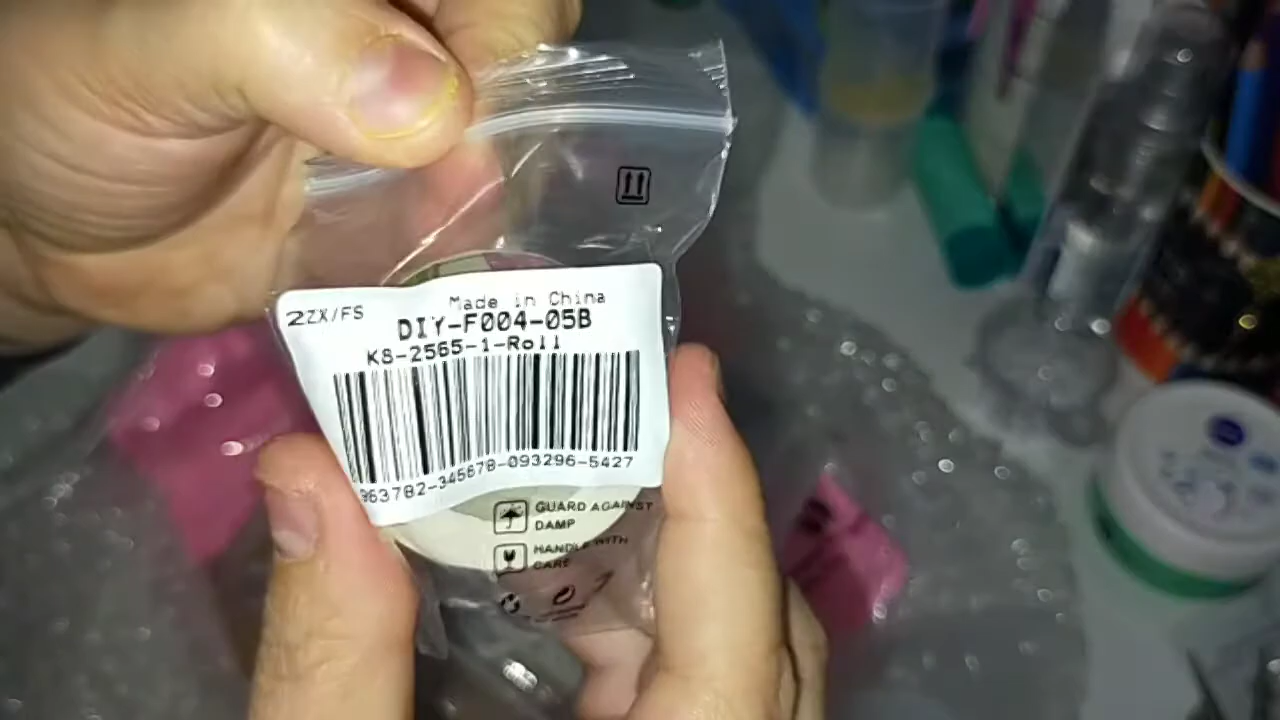 Made in China
2ZX/FS
DIY-F004-05B
KS-2565-1-Roll
963782-345678-093296-5427
GUARD AGAINST
DAMP
HANDLE WITH
CARE